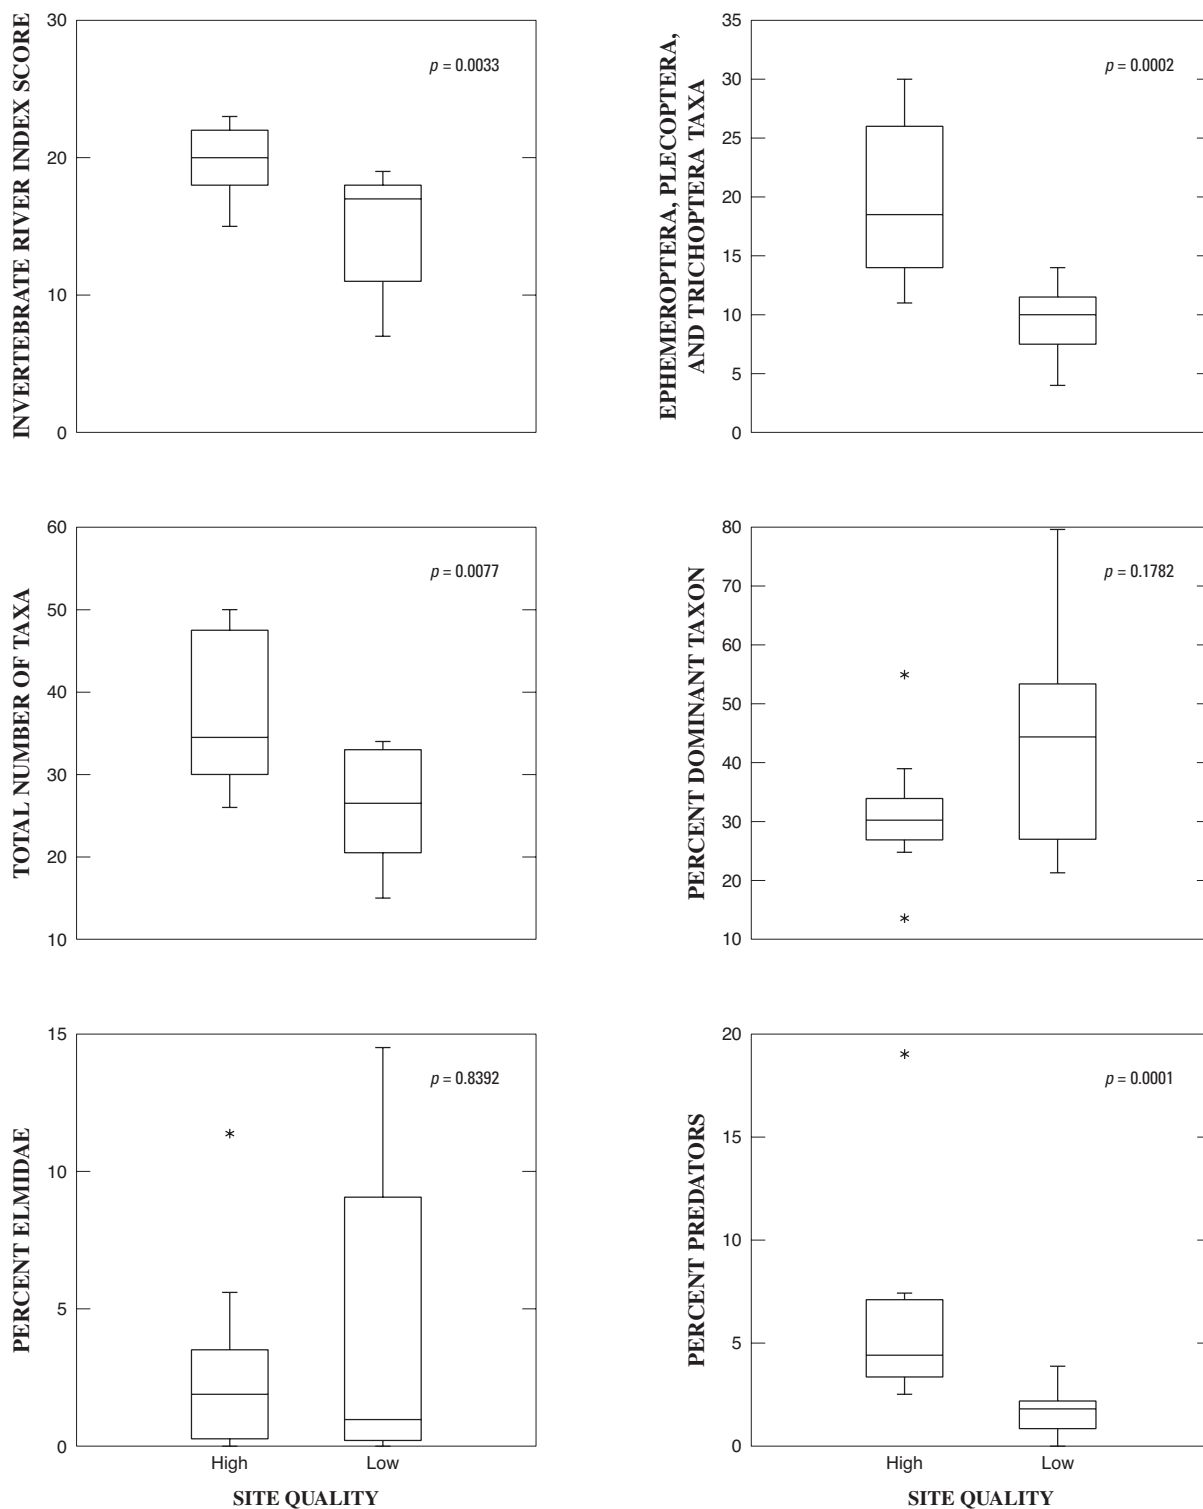 INVERTEBRATE RIVER INDEX SCORE
30
20
10
0
p = 0.0033
EPHEMEROPTERA, PLECOPTERA,
AND TRICHOPTERA TAXA
35
30
25
20
15
10
5
0
p = 0.0002
TOTAL NUMBER OF TAXA
60
50
40
30
20
10
p = 0.0077
PERCENT DOMINANT TAXON
80
70
60
50
40
30
20
10
p = 0.1782
*
*
PERCENT ELMIDAE
15
10
5
0
p = 0.8392
*
High
Low
SITE QUALITY
PERCENT PREDATORS
20
15
10
5
0
p = 0.0001
*
High
Low
SITE QUALITY